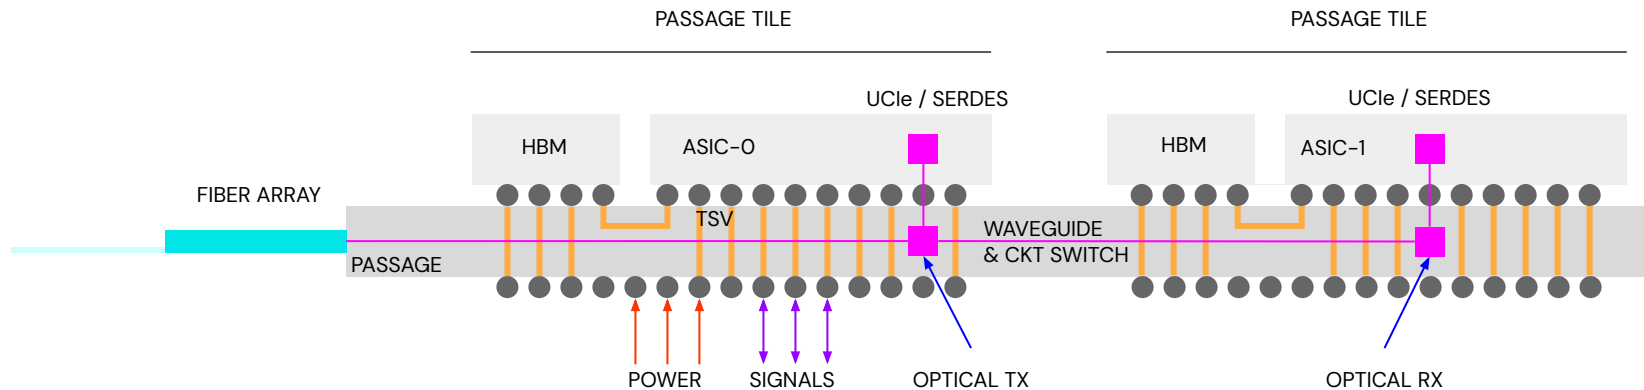 PASSAGE TILE
PASSAGE TILE
UCIe / SERDES
UCIe / SERDES
HBM
ASIC-0
HBM
ASIC-1
FIBER ARRAY
TSV
WAVEGUIDE
& CKT SWITCH
PASSAGE
POWER
SIGNALS
OPTICAL TX
OPTICAL RX